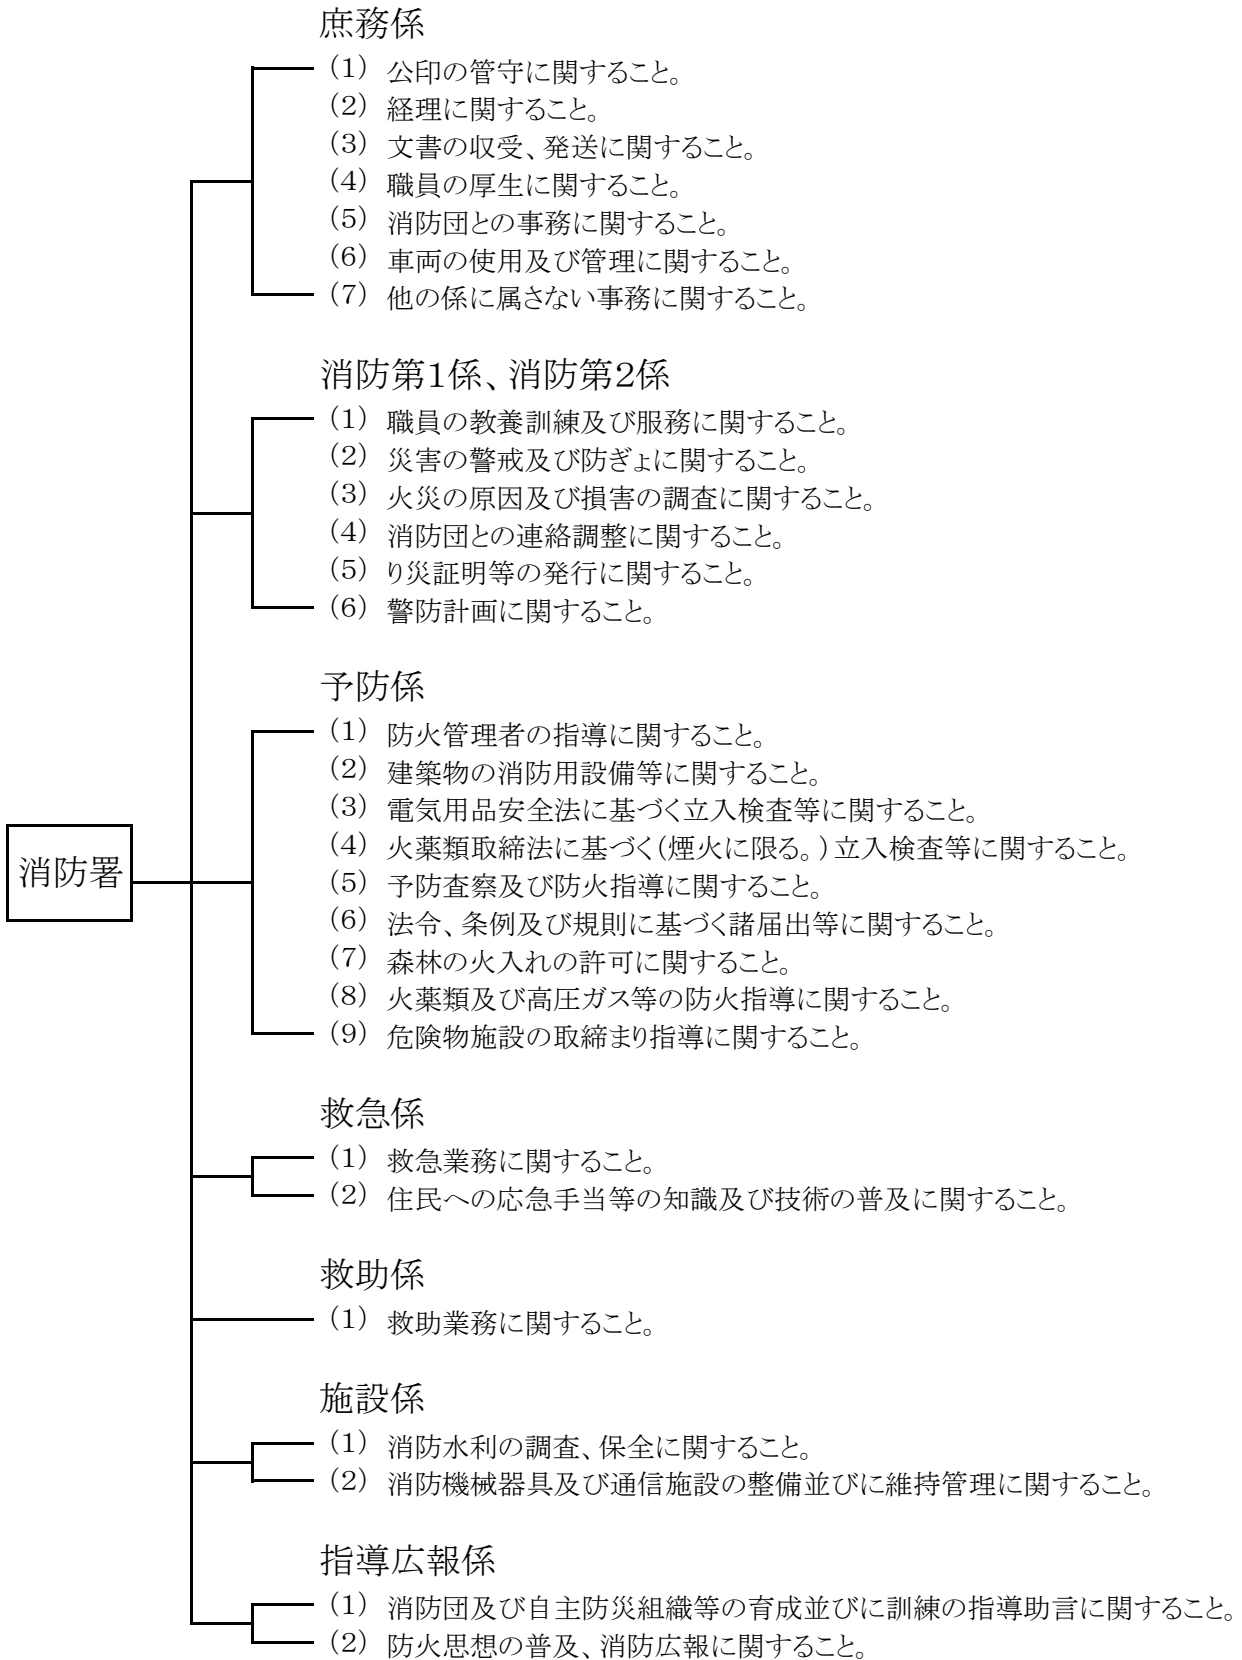 庶務係
(1) 公印の管守に関すること。
(2) 経理に関すること。
(3) 文書の収受、発送に関すること。
(4) 職員の厚生に関すること。
(5) 消防団との事務に関すること。
(6) 車両の使用及び管理に関すること。
(7) 他の係に属さない事務に関すること。
消防第1係、消防第2係
(1) 職員の教養訓練及び服務に関すること。
(2) 災害の警戒及び防ぎょに関すること。
(3) 火災の原因及び損害の調査に関すること。
(4) 消防団との連絡調整に関すること。
(5) り災証明等の発行に関すること。
(6) 警防計画に関すること。
予防係
(1) 防火管理者の指導に関すること。
(2) 建築物の消防用設備等に関すること。
(3) 電気用品安全法に基づく立入検査等に関すること。
(4) 火薬類取締法に基づく(煙火に限る。)立入検査等に関すること。
消防署
(5) 予防査察及び防火指導に関すること。
(6) 法令、条例及び規則に基づく諸届出等に関すること。
(7) 森林の火入れの許可に関すること。
(8) 火薬類及び高圧ガス等の防火指導に関すること。
(9) 危険物施設の取締まり指導に関すること。
救急係
(1) 救急業務に関すること。
(2) 住民への応急手当等の知識及び技術の普及に関すること。
救助係
(1) 救助業務に関すること。
施設係
(1) 消防水利の調査、保全に関すること。
(2) 消防機械器具及び通信施設の整備並びに維持管理に関すること。
指導広報係
(1) 消防団及び自主防災組織等の育成並びに訓練の指導助言に関すること。
(2) 防火思想の普及、消防広報に関すること。